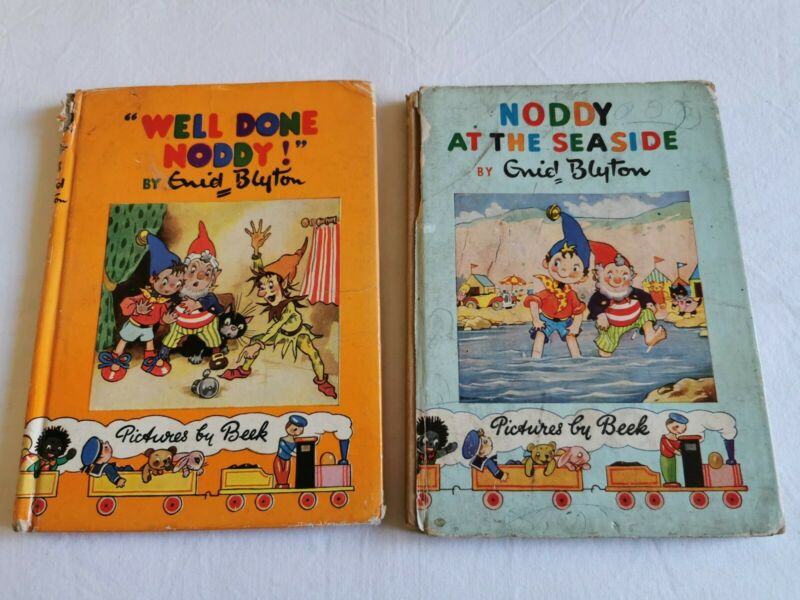 "WELL DONE
NODDY!"
BY Enid Blyton
Pictures by Beek
NODDY
AT THE SEASIDE
BY Enid Blyton
Pictures by Beek